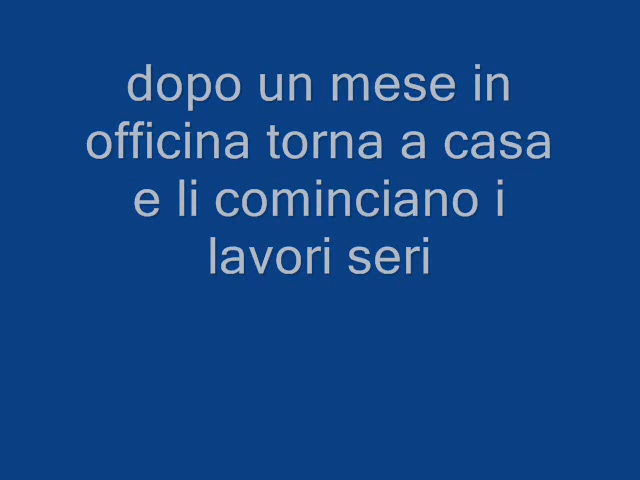 dopo un mese in
officina torna a casa
e li cominciano i
lavori seri